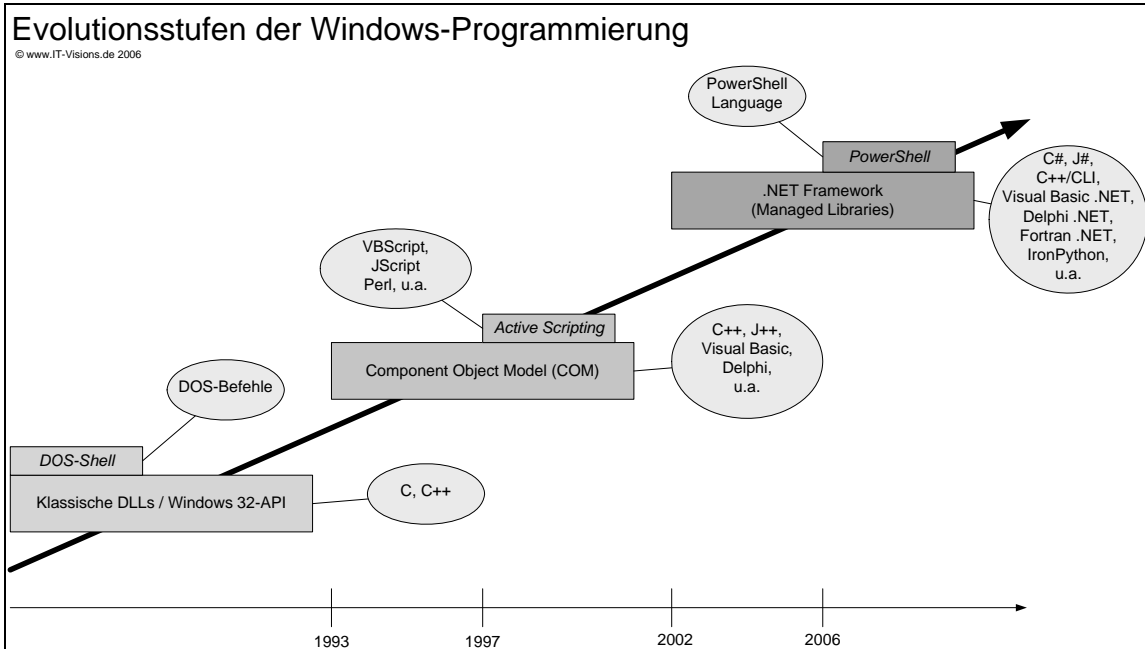 Evolutionsstufen der Windows-Programmierung
© www.IT-Visions.de 2006
PowerShell
Language
PowerShell
.NET Framework
(Managed Libraries)
C#, J#,
C++/CLI,
Visual Basic .NET,
Delphi .NET,
Fortran .NET,
IronPython,
u.a.
VBScript,
JScript
Perl, u.a.
Active Scripting
Component Object Model (COM)
C++, J++,
Visual Basic,
Delphi,
u.a.
DOS-Befehle
DOS-Shell
Klassische DLLs / Windows 32-API
C, C++
1993
1997
2002
2006